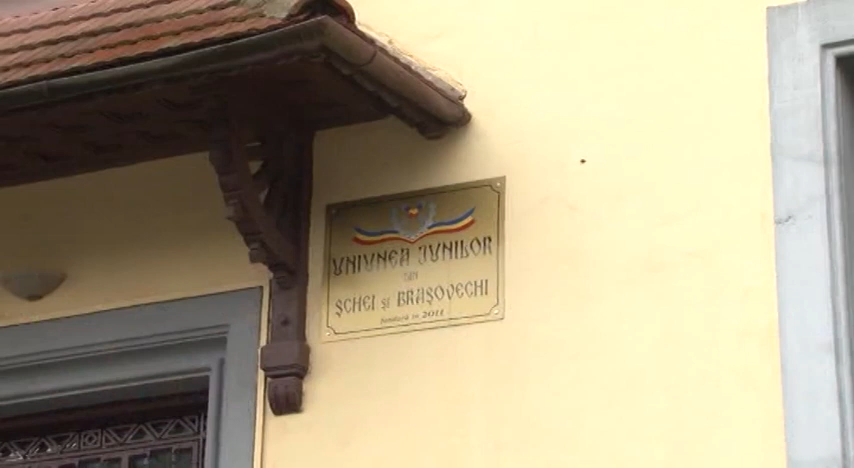 UNIUNEA JUNILOR
DIN
ȘCHEI ȘI BRAȘOVECHI
fondată în 2011